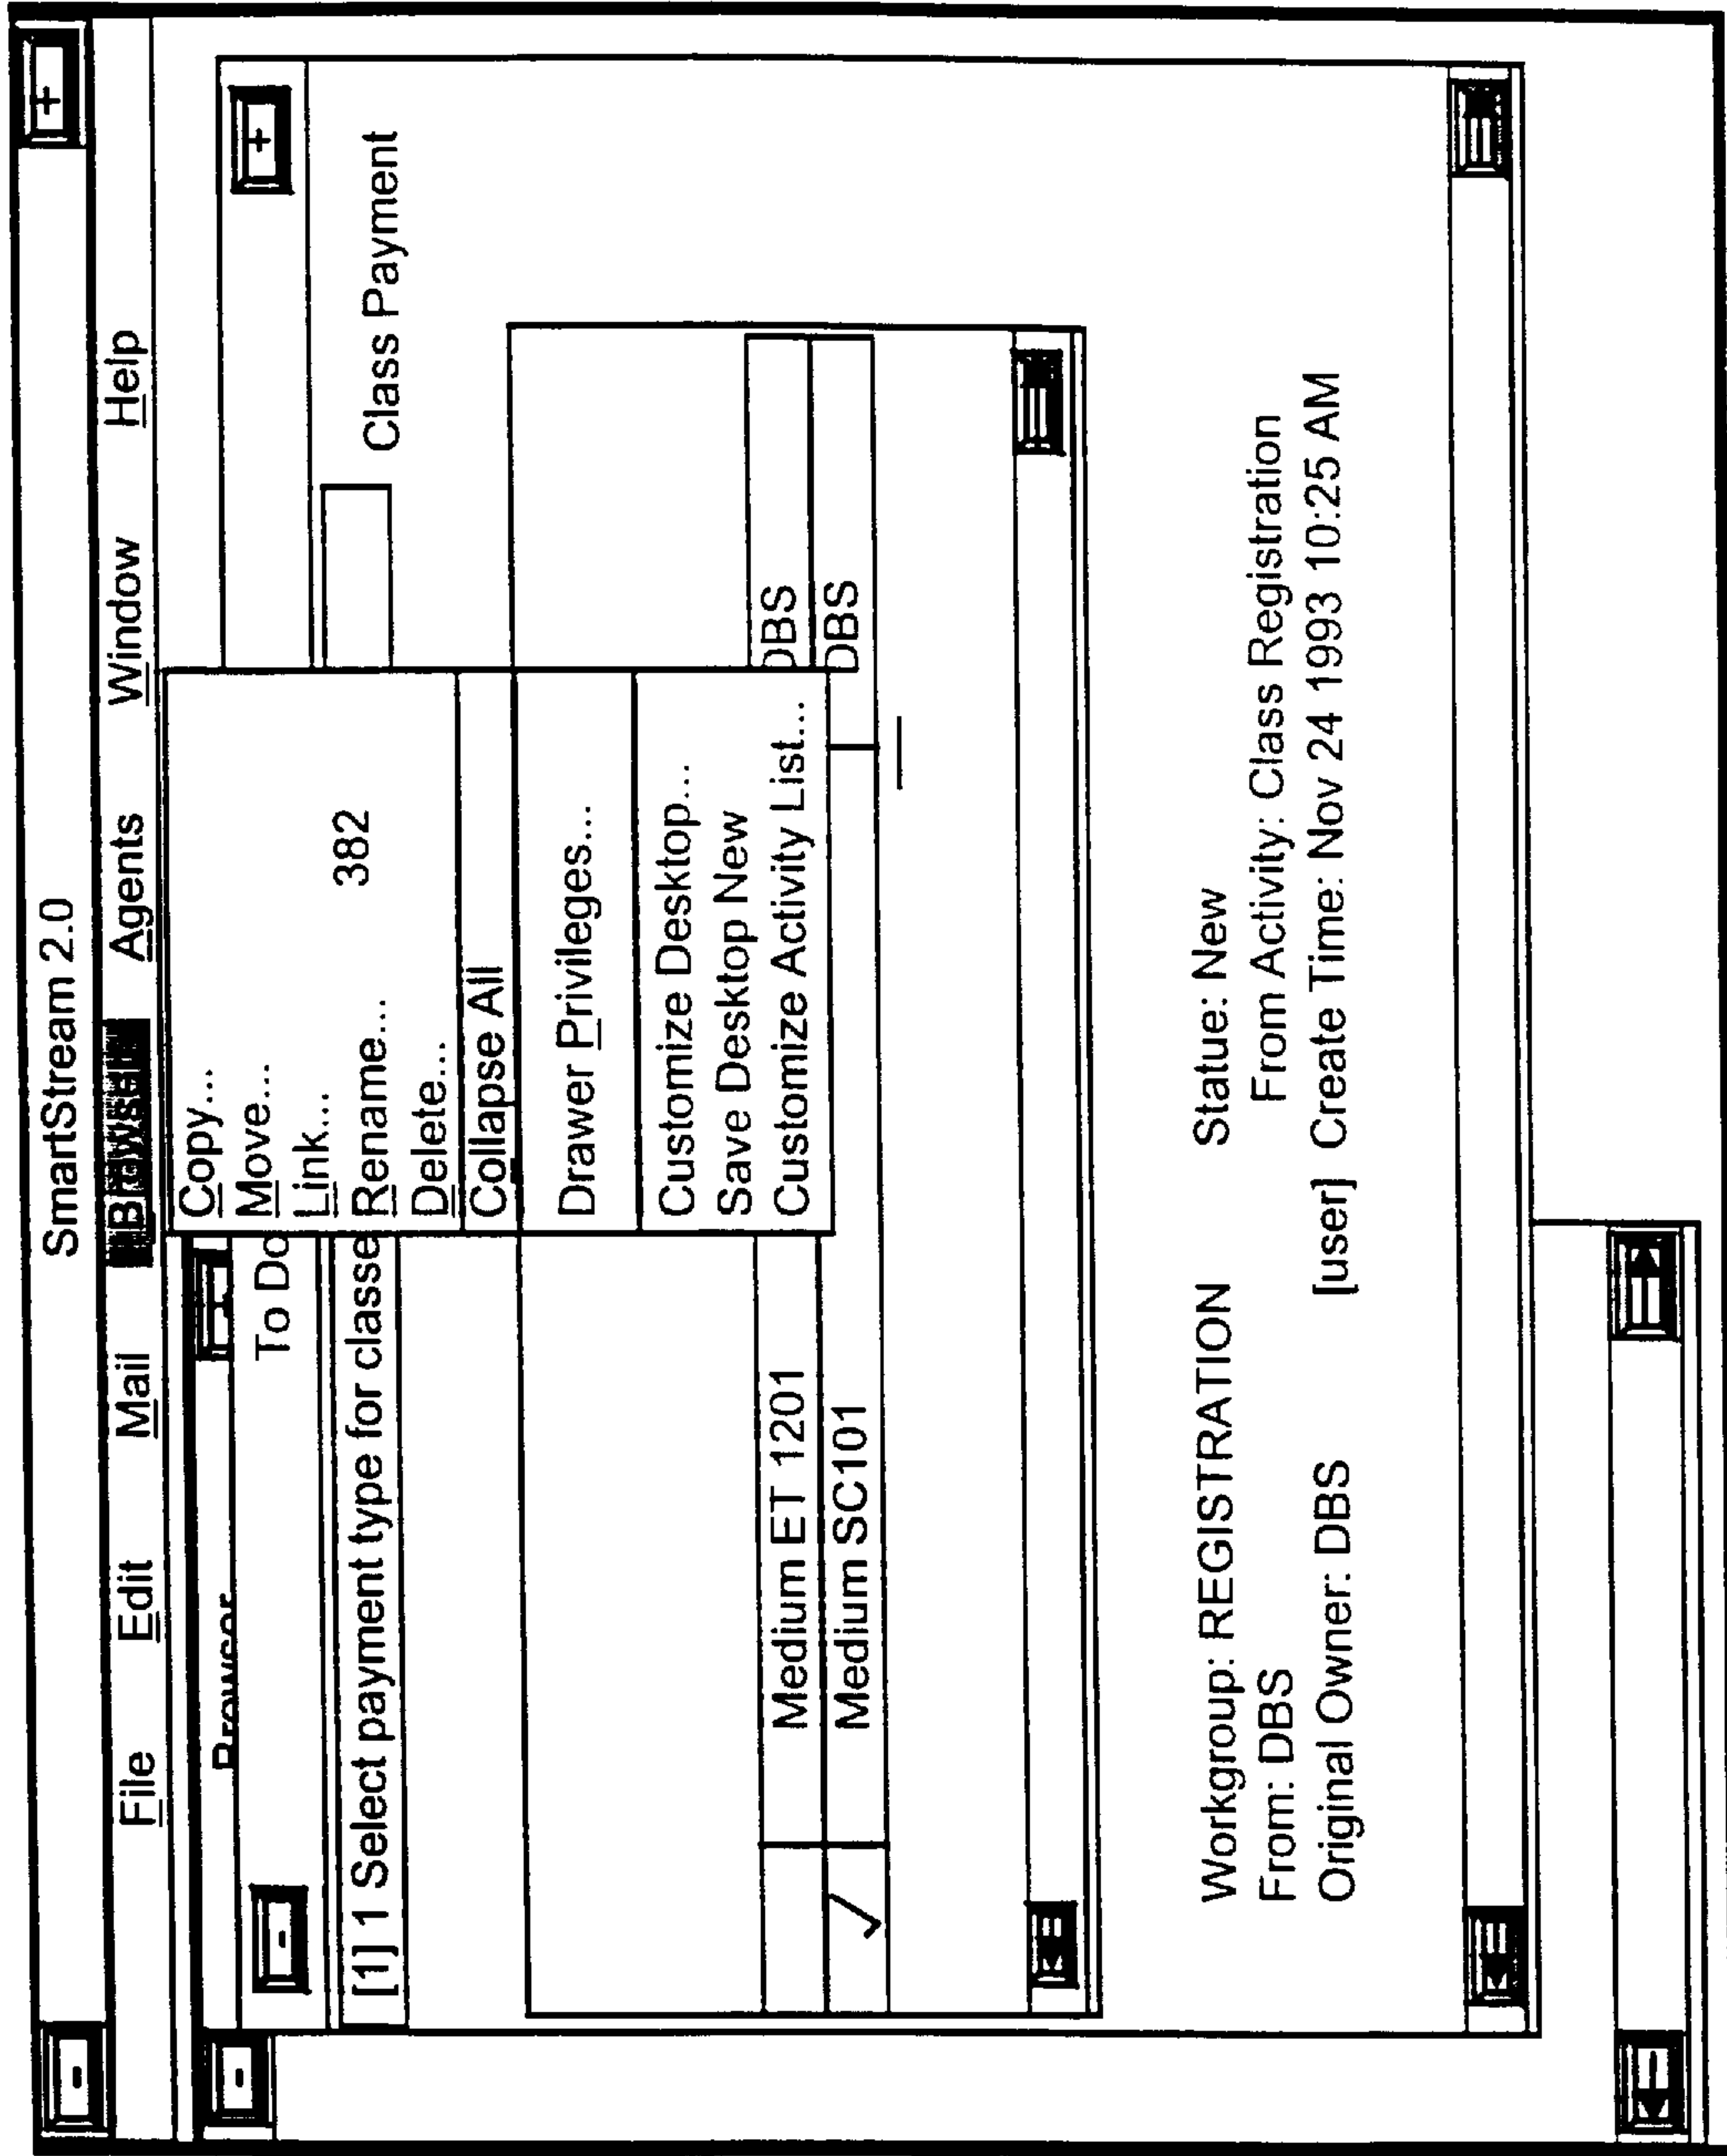 SmartStream 2.0
File Edit Mail Browser Agents Window Help
Browser
To Do
[1] 1 Select payment type for classe
Class Payment
Copy...
Move...
Link...
382
Rename...
Delete...
Collapse All
Drawer Privileges...
Customize Desktop...
Save Desktop New
Customize Activity List...
Medium ET 1201 DBS
Medium SC101 DBS
Workgroup: REGISTRATION Statue: New
From: DBS From Activity: Class Registration
Original Owner: DBS [user] Create Time: Nov 24 1993 10:25 AM